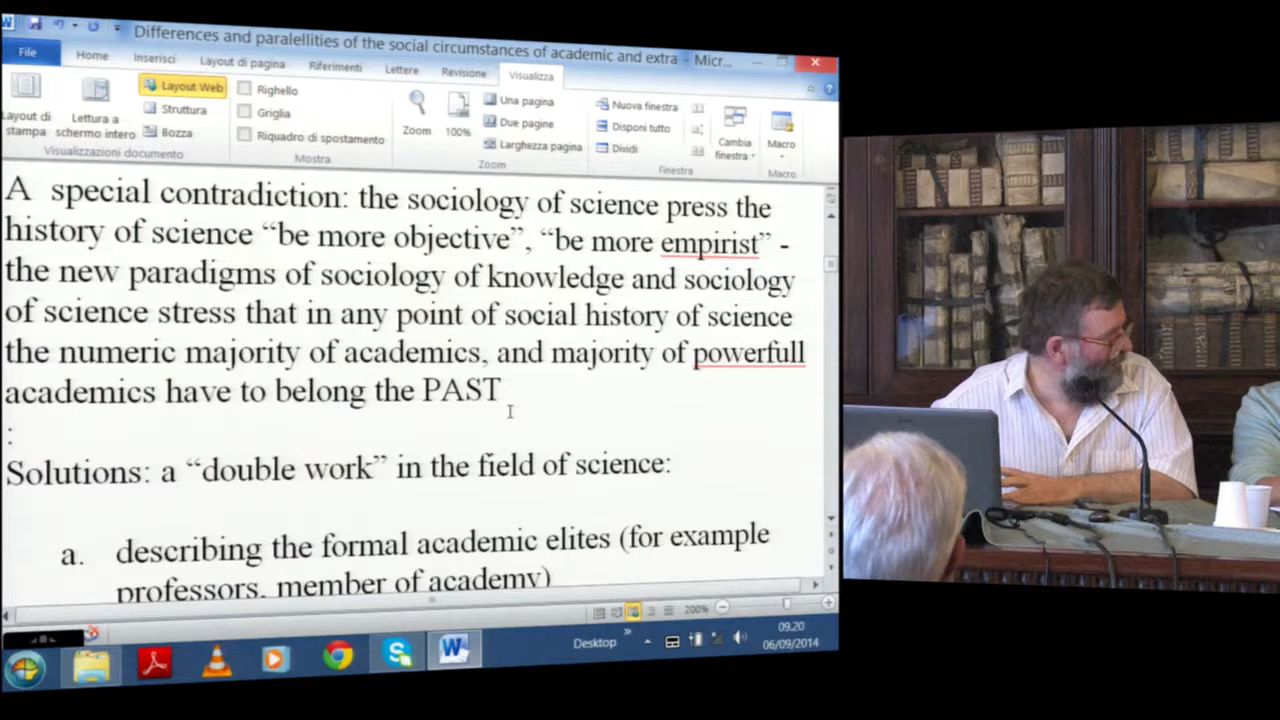 Differences and paralellities of the social circumstances of academic and extra - Micr...
File Home Inserisci Layout di pagina Riferimenti Lettere Revisione Visualizza
Layout di stampa
Lettura a schermo intero
Layout Web
Struttura
Bozza
Visualizzazioni documento
Righello
Griglia
Riquadro di spostamento
Mostra
Zoom
100%
Una pagina
Due pagine
Larghezza pagina
Zoom
Nuova finestra
Disponi tutto
Dividi
Cambia finestra
Finestra
Macro
Macro
A special contradiction: the sociology of science press the
history of science “be more objective”, “be more empirist” -
the new paradigms of sociology of knowledge and sociology
of science stress that in any point of social history of science
the numeric majority of academics, and majority of powerfull
academics have to belong the PAST
:
Solutions: a “double work” in the field of science:
a. describing the formal academic elites (for example
professors, member of academy)
200%
Desktop
09.20
06/09/2014